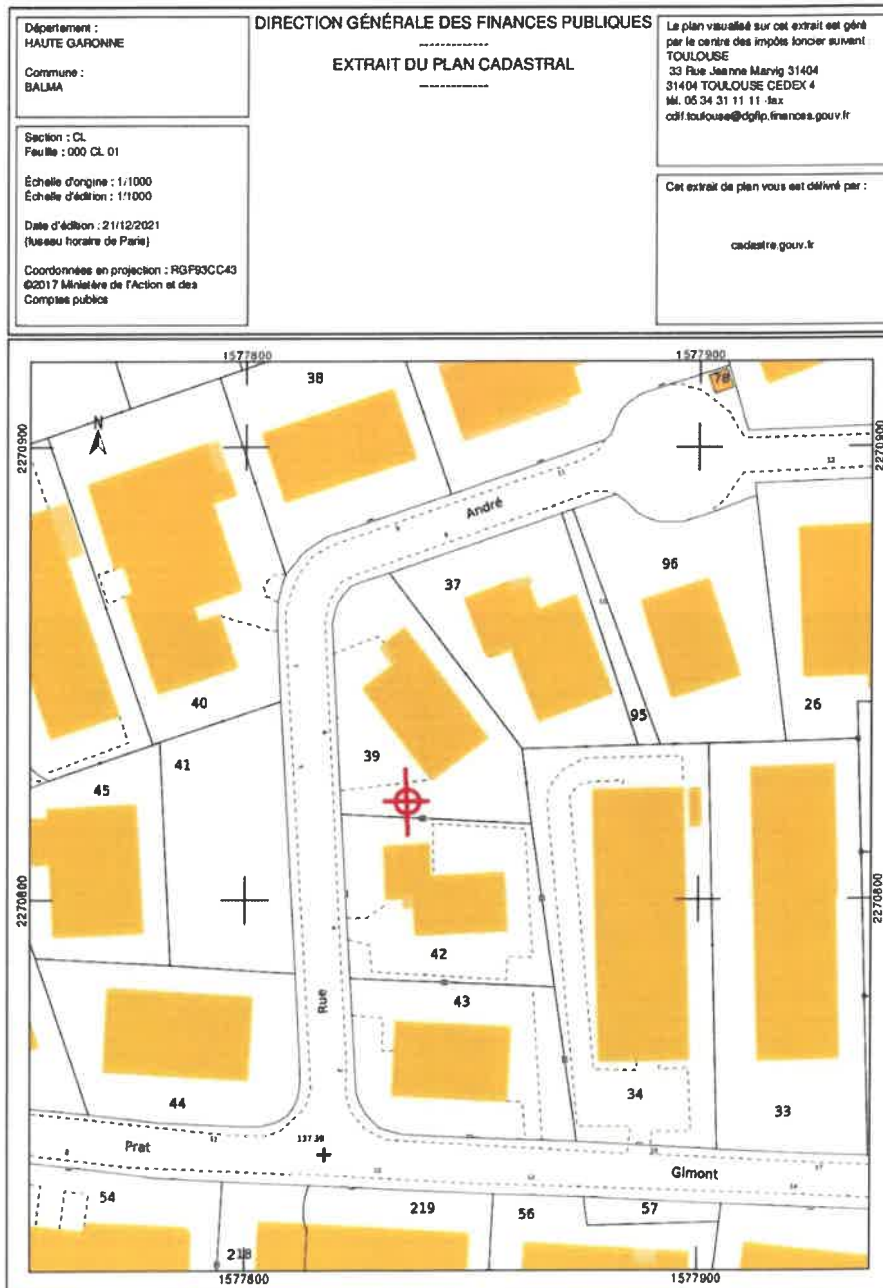 Département :
HAUTE GARONNE
Commune :
BALMA
Section : CL
Feuille : 000 CL 01
Échelle d'origine : 1/1000
Échelle d'édition : 1/1000
Date d'édition : 21/12/2021
(fuseau horaire de Paris)
Coordonnées en projection : RGF93CC43
©2017 Ministère de l'Action et des
Comptes publics
DIRECTION GÉNÉRALE DES FINANCES PUBLIQUES
EXTRAIT DU PLAN CADASTRAL
Le plan visualisé sur cet extrait est géré
par le centre des impôts foncier suivant :
TOULOUSE
33 Rue Jeanne Marvig 31404
31404 TOULOUSE CEDEX 4
tél. 05 34 31 11 11 -fax
cdif.toulouse@dgfip.finances.gouv.fr
Cet extrait de plan vous est délivré par :
cadastre.gouv.fr
1577800
1577900
38
78
N
2270900
2270900
12
André
11
37
96
40
95
26
39
41
45
2270800
2270800
42
Rue
43
44
34
33
Prat
137.39
Gimont
54
219
56
57
218
1577800
1577900